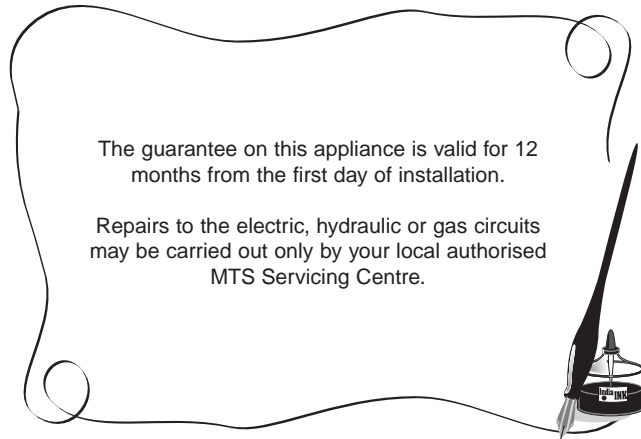 The guarantee on this appliance is valid for 12
months from the first day of installation.
Repairs to the electric, hydraulic or gas circuits
may be carried out only by your local authorised
MTS Servicing Centre.
India INK